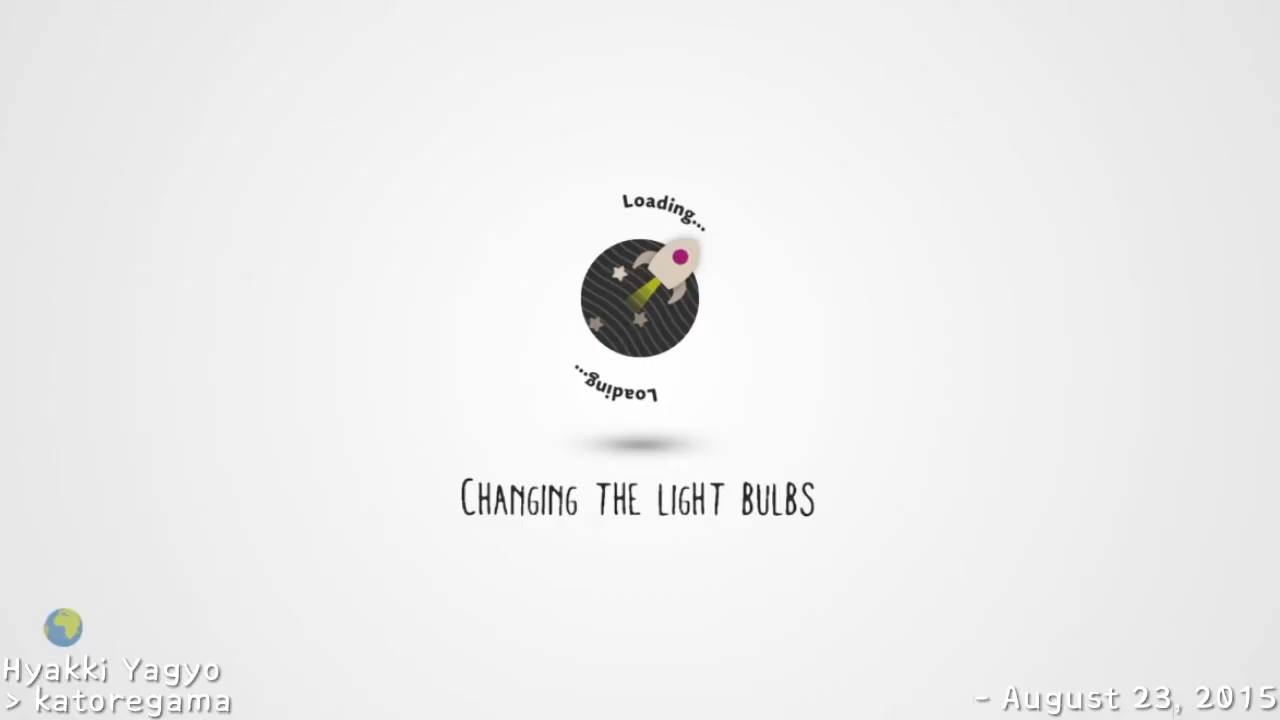 Loading...
Loading...
CHANGING THE LIGHT BULBS
Hyakki Yagyo
> katoregama
- August 23, 2015